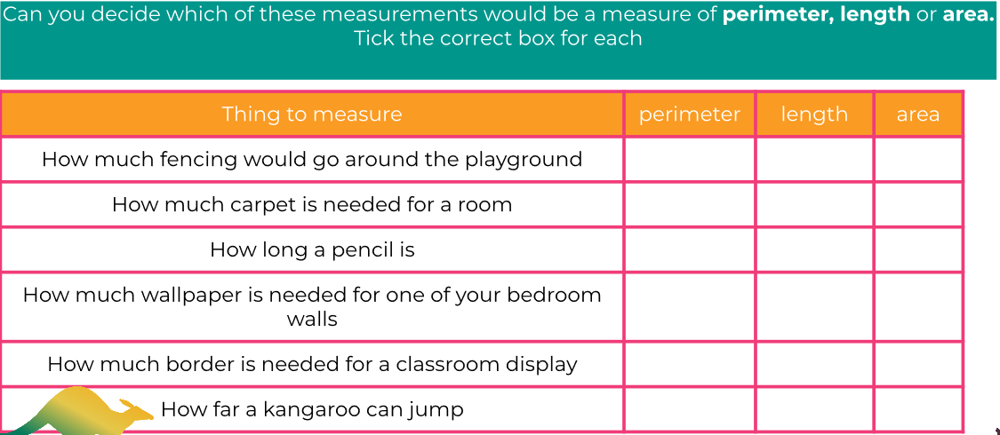 Can you decide which of these measurements would be a measure of perimeter, length or area.
Tick the correct box for each
Thing to measure perimeter length area
How much fencing would go around the playground
How much carpet is needed for a room
How long a pencil is
How much wallpaper is needed for one of your bedroom
walls
How much border is needed for a classroom display
How far a kangaroo can jump